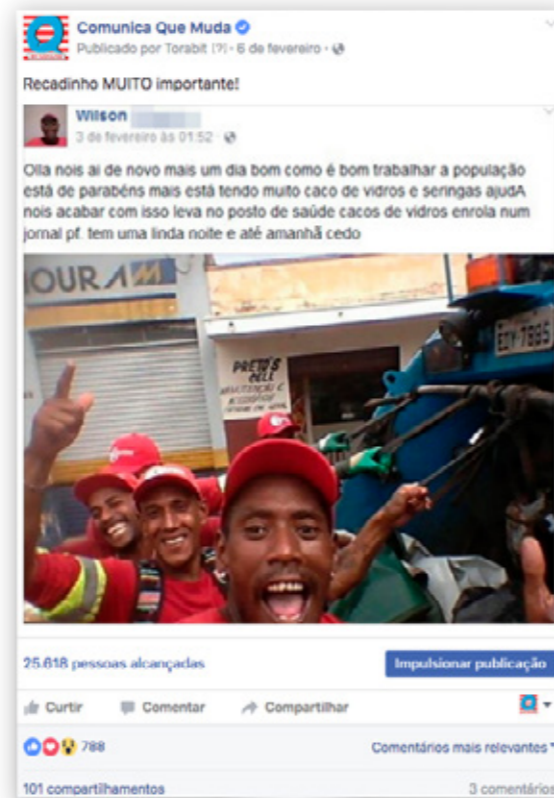 Comunica Que Muda
Publicado por Torabit [?] · 6 de fevereiro ·
Recadinho MUITO importante!
Wilson
3 de fevereiro às 01:52 ·
Olla nois ai de novo mais um dia bom como é bom trabalhar a população
está de parabéns mais está tendo muito caco de vidros e seringas ajudA
nois acabar com isso leva no posto de saúde cacos de vidros enrola num
jornal pf. tem uma linda noite e até amanhã cedo
OURAM
PRETO'S
CELL
MANUTENÇÃO E
ACESSÓRIOS
25.618 pessoas alcançadas
Impulsionar publicação
Curtir Comentar Compartilhar
788 Comentários mais relevantes
101 compartilhamentos 3 comentários